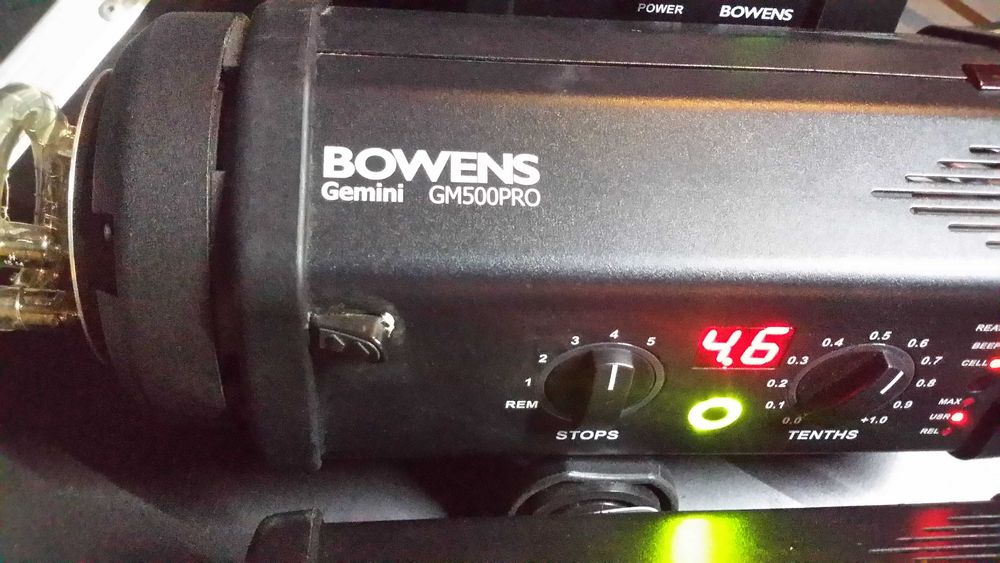 POWER BOWENS
BOWENS
Gemini GM500PRO
REM 1 2 3 4 5
STOPS
4.6
0.0 0.1 0.2 0.3 0.4 0.5 0.6 0.7 0.8 0.9 +1.0
TENTHS
CELL
MAX
USR
REL